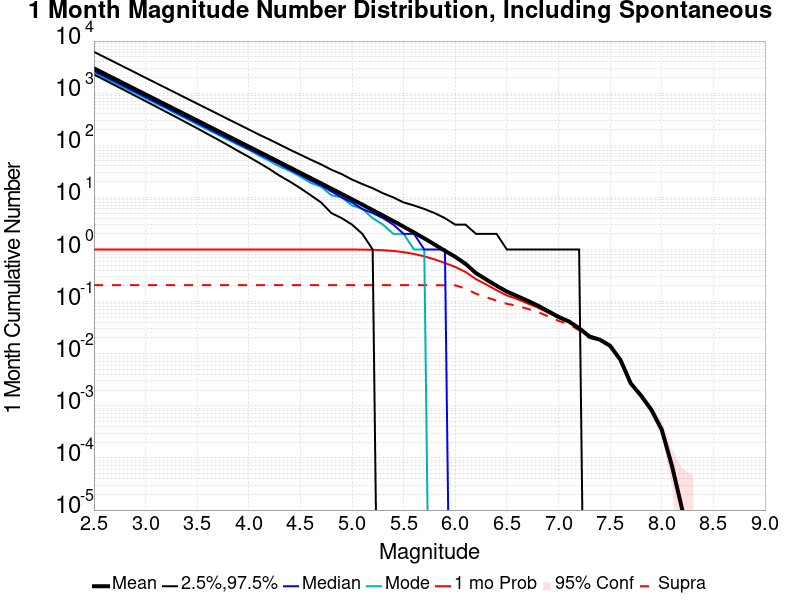 1 Month Magnitude Number Distribution, Including Spontaneous
1 Month Cumulative Number
10^4
10^3
10^2
10^1
10^0
10^-1
10^-2
10^-3
10^-4
10^-5
2.5 3.0 3.5 4.0 4.5 5.0 5.5 6.0 6.5 7.0 7.5 8.0 8.5 9.0
Magnitude
Mean 2.5%,97.5% Median Mode 1 mo Prob 95% Conf Supra